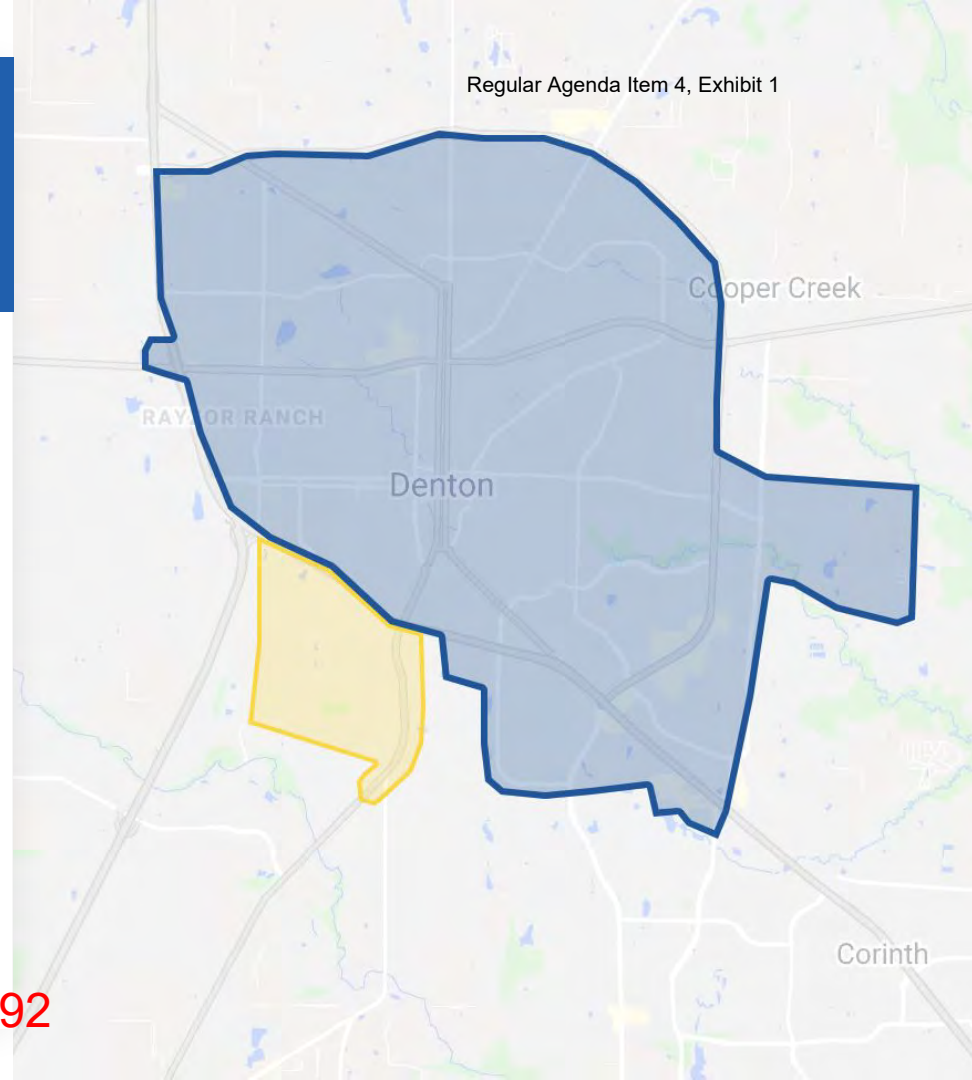 Regular Agenda Item 4, Exhibit 1
Cooper Creek
RAYZOR RANCH
Denton
Corinth
92